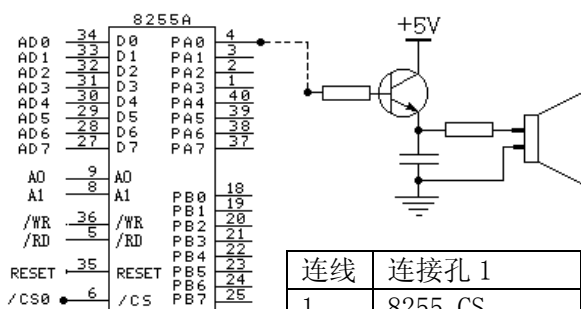 8255A
+5V
AD0 34 D0 PA0 4
AD1 33 D1 PA1 3
AD2 32 D2 PA2 2
AD3 31 D3 PA3 1
AD4 30 D4 PA4 40
AD5 29 D5 PA5 39
AD6 28 D6 PA6 38
AD7 27 D7 PA7 37
A0 9 A0
A1 8 A1
PB0 18
PB1 19
/WR 36 /WR PB2 20
/RD 5 /RD PB3 21
PB4 22
RESET 35 RESET PB5 23
PB6 24
/CS0 6 /CS PB7 25
连线 连接孔 1
1 8255 CS